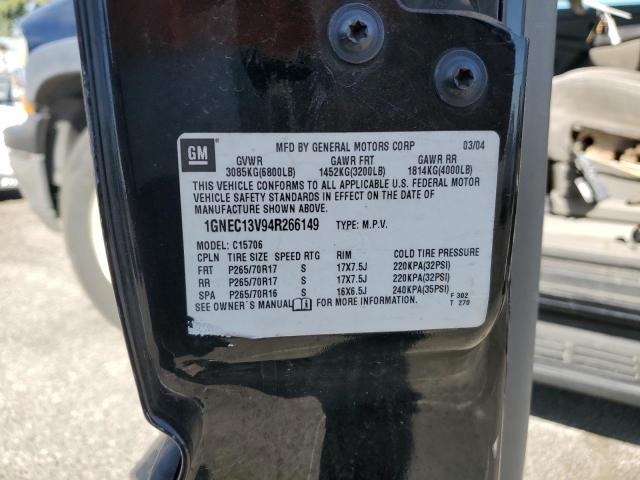 GM
MFD BY GENERAL MOTORS CORP 03/04
GVWR GAWR FRT GAWR RR
3085KG(6800LB) 1452KG(3200LB) 1814KG(4000LB)
THIS VEHICLE CONFORMS TO ALL APPLICABLE U.S. FEDERAL MOTOR
VEHICLE SAFETY STANDARDS IN EFFECT ON THE DATE OF
MANUFACTURE SHOWN ABOVE.
1GNEC13V94R266149 TYPE: M.P.V.
MODEL: C15706
CPLN TIRE SIZE SPEED RTG RIM COLD TIRE PRESSURE
FRT P265/70R17 S 17X7.5J 220KPA(32PSI)
RR P265/70R17 S 17X7.5J 220KPA(32PSI)
SPA P265/70R16 S 16X6.5J 240KPA(35PSI)
SEE OWNER'S MANUAL FOR MORE INFORMATION.
F 302
T 270